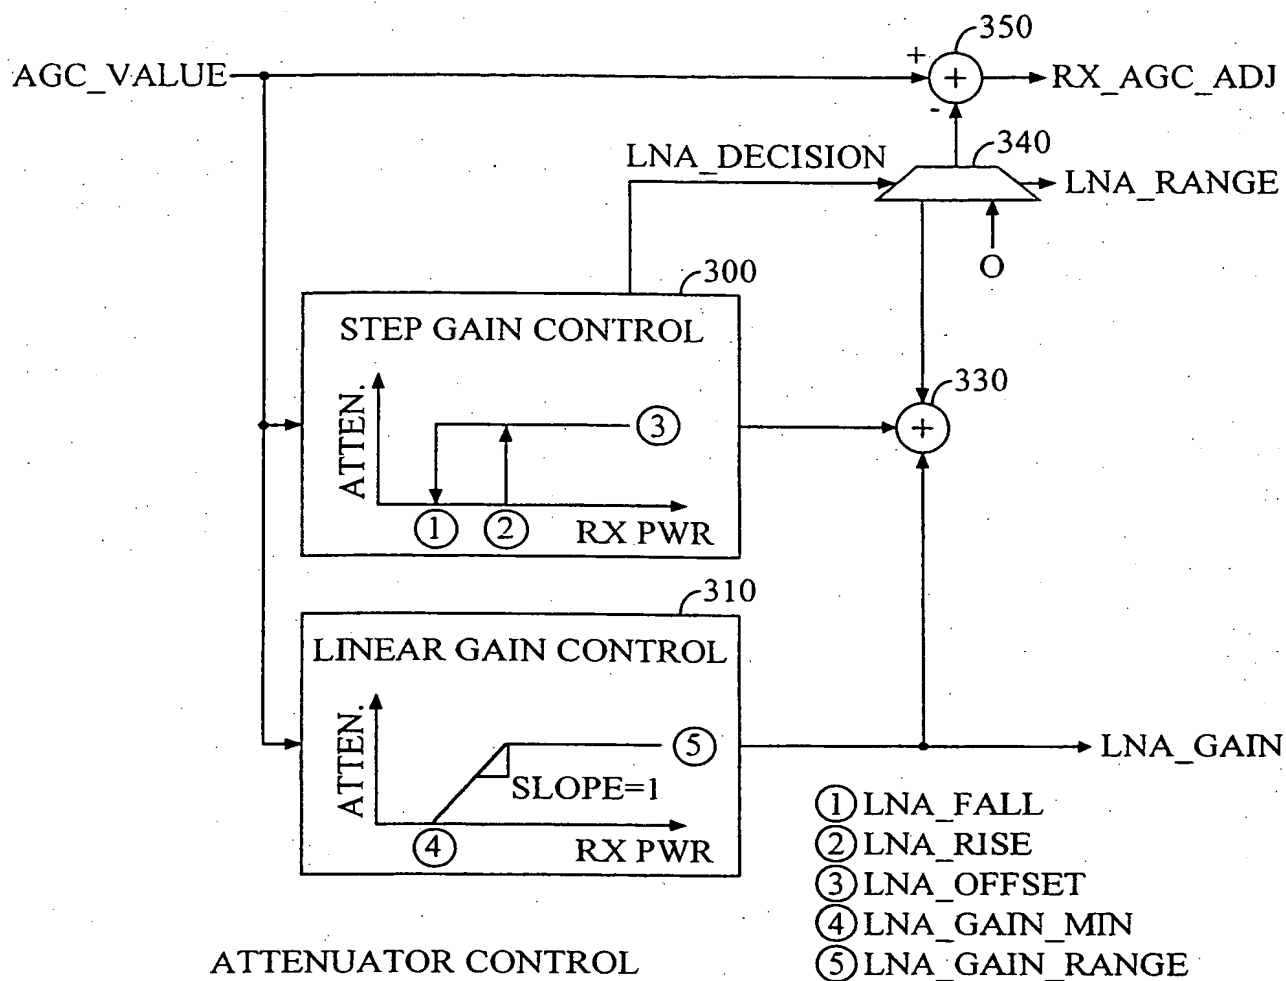 350
AGC_VALUE
+
+
RX_AGC_ADJ
-
340
LNA_DECISION
LNA_RANGE
O
300
STEP GAIN CONTROL
ATTEN.
3
1
2
RX PWR
330
+
310
LINEAR GAIN CONTROL
ATTEN.
5
SLOPE=1
4
RX PWR
LNA_GAIN
1 LNA_FALL
2 LNA_RISE
3 LNA_OFFSET
4 LNA_GAIN_MIN
5 LNA_GAIN_RANGE
ATTENUATOR CONTROL